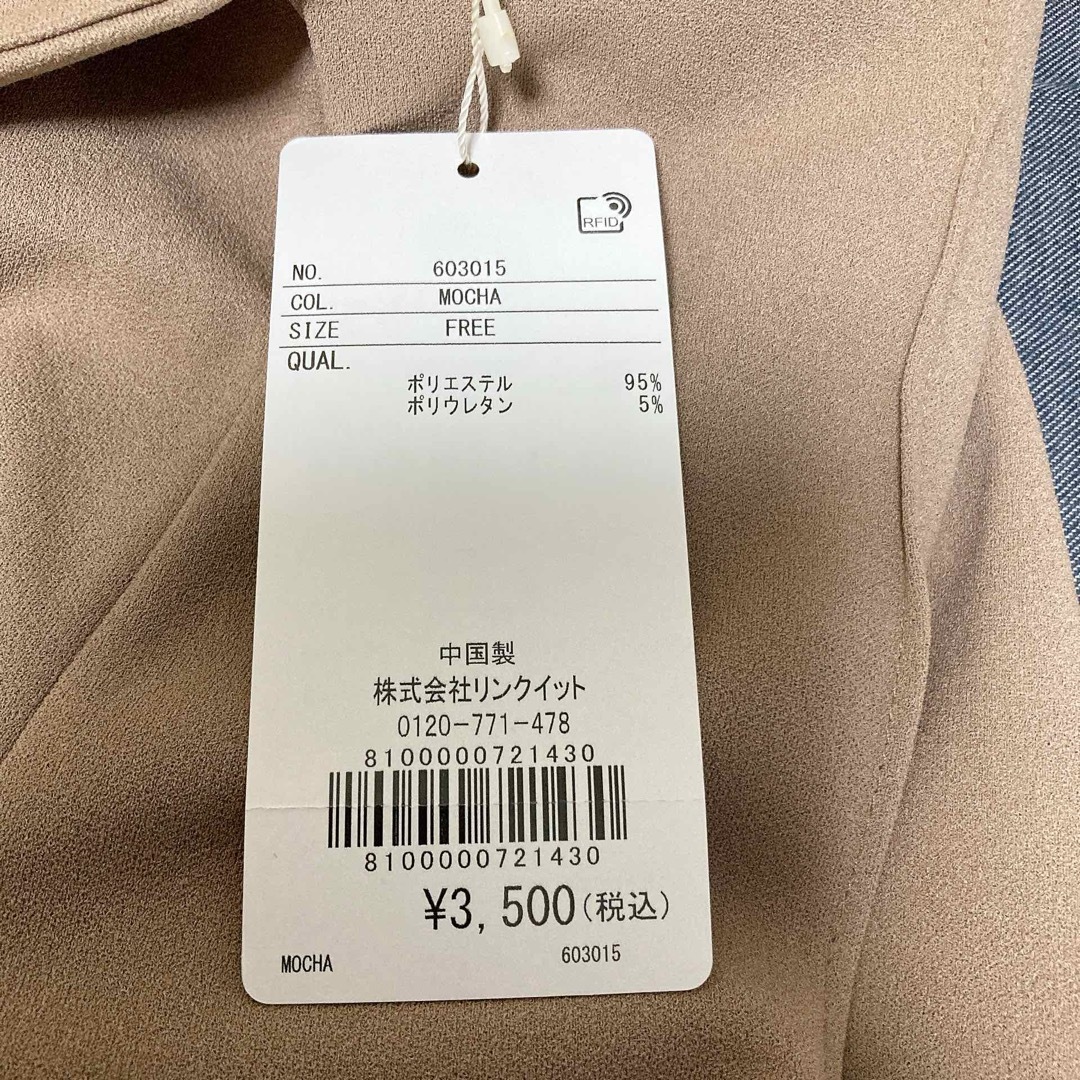 RFID
NO. 603015
COL. MOCHA
SIZE FREE
QUAL.
ポリエステル 95%
ポリウレタン 5%
中国製
株式会社リンクイット
0120-771-478
8100000721430
8100000721430
¥3,500(税込)
MOCHA 603015